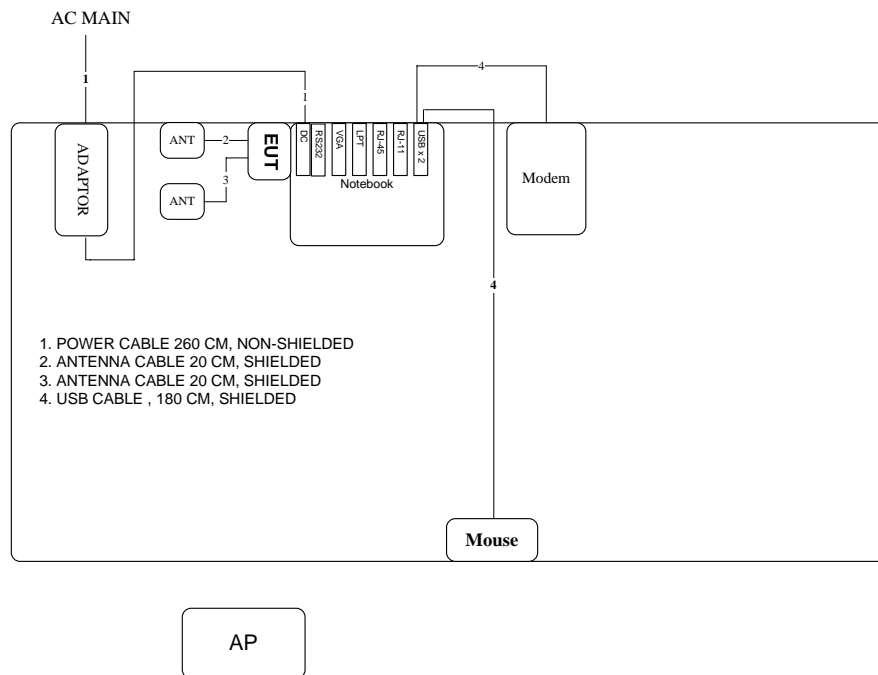 AC MAIN
1
1
4
ADAPTOR
ANT
2
EUT
3
ANT
DC
RS232
VGA
LPT
RJ-45
RJ-11
USB x 2
Notebook
Modem
4
1. POWER CABLE 260 CM, NON-SHIELDED
2. ANTENNA CABLE 20 CM, SHIELDED
3. ANTENNA CABLE 20 CM, SHIELDED
4. USB CABLE , 180 CM, SHIELDED
Mouse
AP